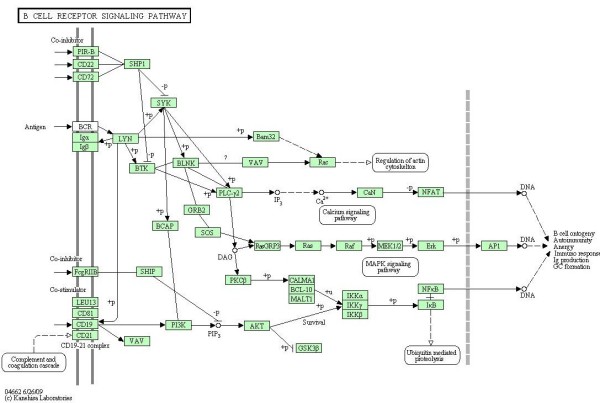 B CELL RECEPTOR SIGNALING PATHWAY
Co-inhibitor
PIR-B
CD22
CD72
SHP1
-p
+p
-p
SYK
Antigen
BCR
Igα
Igβ
LYN
+p
+p
+p
+p
+p
Bam32
BTK
BLNK
?
VAV
Rac
Regulation of actin
cytoskeleton
+p
+p
PLC-γ2
IP3
Ca2+
CaN
-p
NFAT
DNA
GRB2
Calcium signaling
pathway
BCAP
SOS
DAG
RasGRP3
Ras
Raf
MEK1/2
+p
Erk
+p
AP1
DNA
B cell ontogeny
Autoimmunity
Anergy
Immuno response
Ig production
GC formation
MAPK signaling
pathway
Co-inhibitor
FcgRIIB
SHIP
+p
PKCβ
+p
CALMA1
BCL-10
MALT1
+u
+p
IKKα
IKKγ
IKKβ
+p
NFκB
IκB
DNA
Co-stimulator
LEU13
CD81
CD19
CD21
+p
CD19-21 complex
VAV
PI3K
-p
+p
PIP3
AKT
Survival
+p
GSK3β
Complement and
coagulation cascade
Ubiquitin mediated
proteolysis
04662 6/26/09
(c) Kanehisa Laboratories